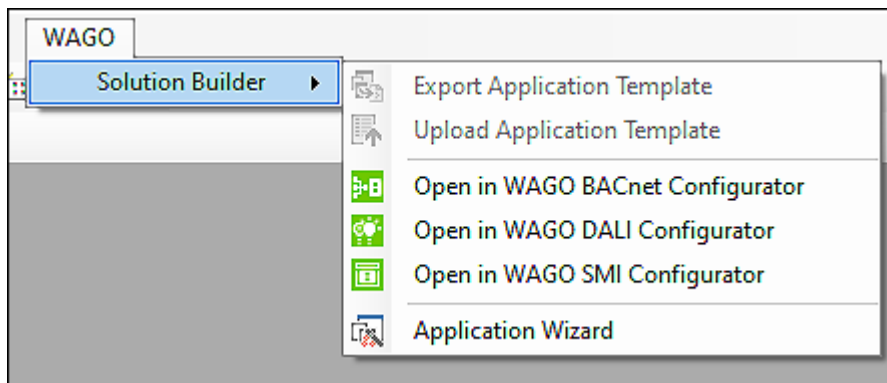 WAGO
Solution Builder
Export Application Template
Upload Application Template
Open in WAGO BACnet Configurator
Open in WAGO DALI Configurator
Open in WAGO SMI Configurator
Application Wizard